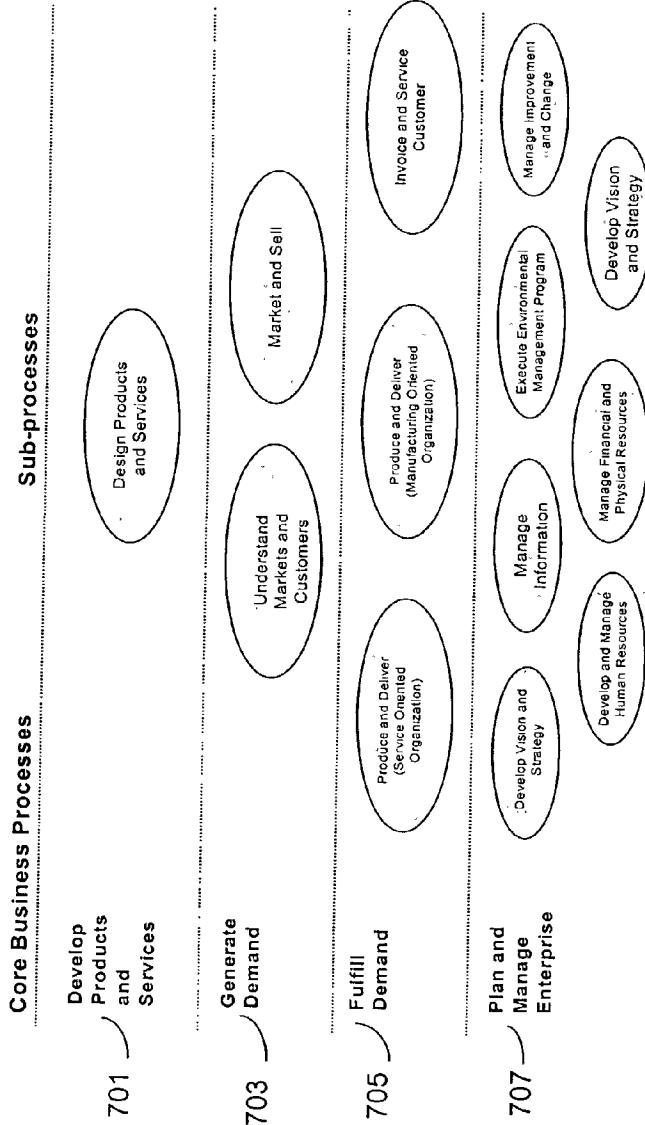 Core Business Processes
Sub-processes
701
Develop
Products
and
Services
Design Products
and Services
703
Generate
Demand
Understand
Markets and
Customers
Market and Sell
705
Fulfill
Demand
Produce and Deliver
(Service Oriented
Organization)
Produce and Deliver
(Manufacturing Oriented
Organization)
Invoice and Service
Customer
707
Plan and
Manage
Enterprise
Develop Vision and
Strategy
Manage
Information
Execute Environmental
Management Program
Manage Improvement
and Change
Develop and Manage
Human Resources
Manage Financial and
Physical Resources
Develop Vision
and Strategy